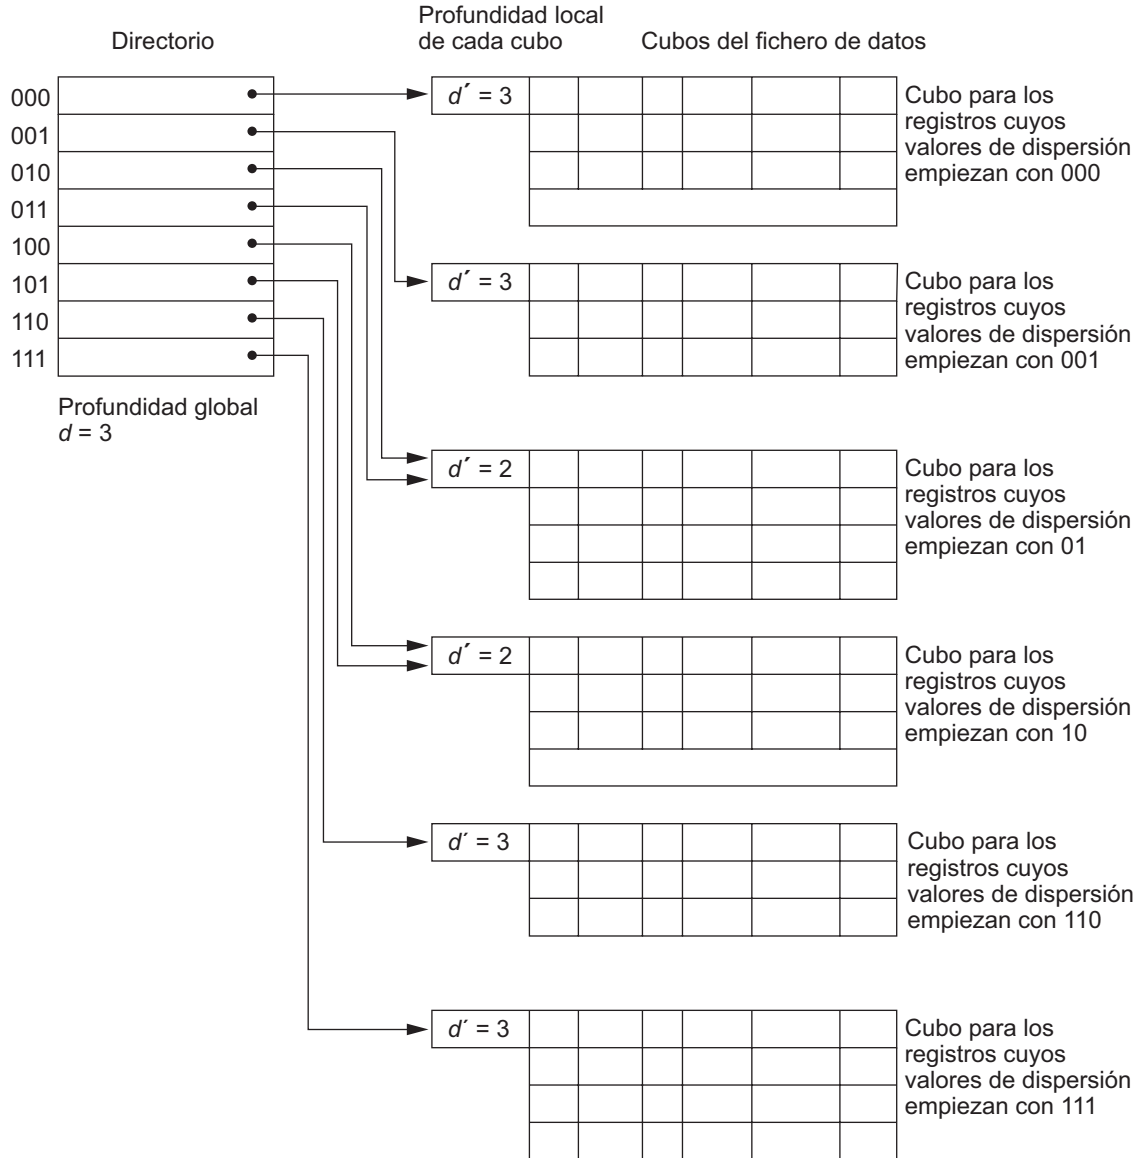 Directorio
Profundidad local
de cada cubo
Cubos del fichero de datos
000
001
010
011
100
101
110
111
Profundidad global
d = 3
d´ = 3
Cubo para los
registros cuyos
valores de dispersión
empiezan con 000
d´ = 3
Cubo para los
registros cuyos
valores de dispersión
empiezan con 001
d´ = 2
Cubo para los
registros cuyos
valores de dispersión
empiezan con 01
d´ = 2
Cubo para los
registros cuyos
valores de dispersión
empiezan con 10
d´ = 3
Cubo para los
registros cuyos
valores de dispersión
empiezan con 110
d´ = 3
Cubo para los
registros cuyos
valores de dispersión
empiezan con 111